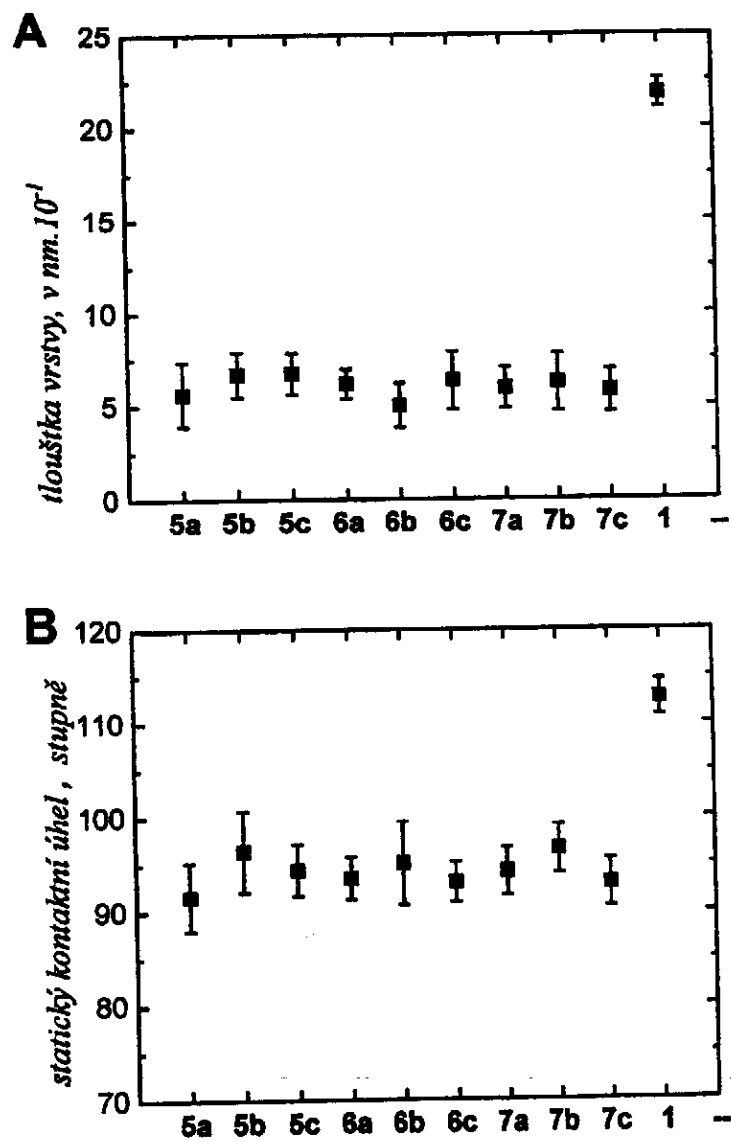 A
25
20
15
10
5
0
tlouštka vrstvy, v nm.10⁻¹
5a 5b 5c 6a 6b 6c 7a 7b 7c 1 --
B
120
110
100
90
80
70
statický kontaktní úhel , stupně
5a 5b 5c 6a 6b 6c 7a 7b 7c 1 --